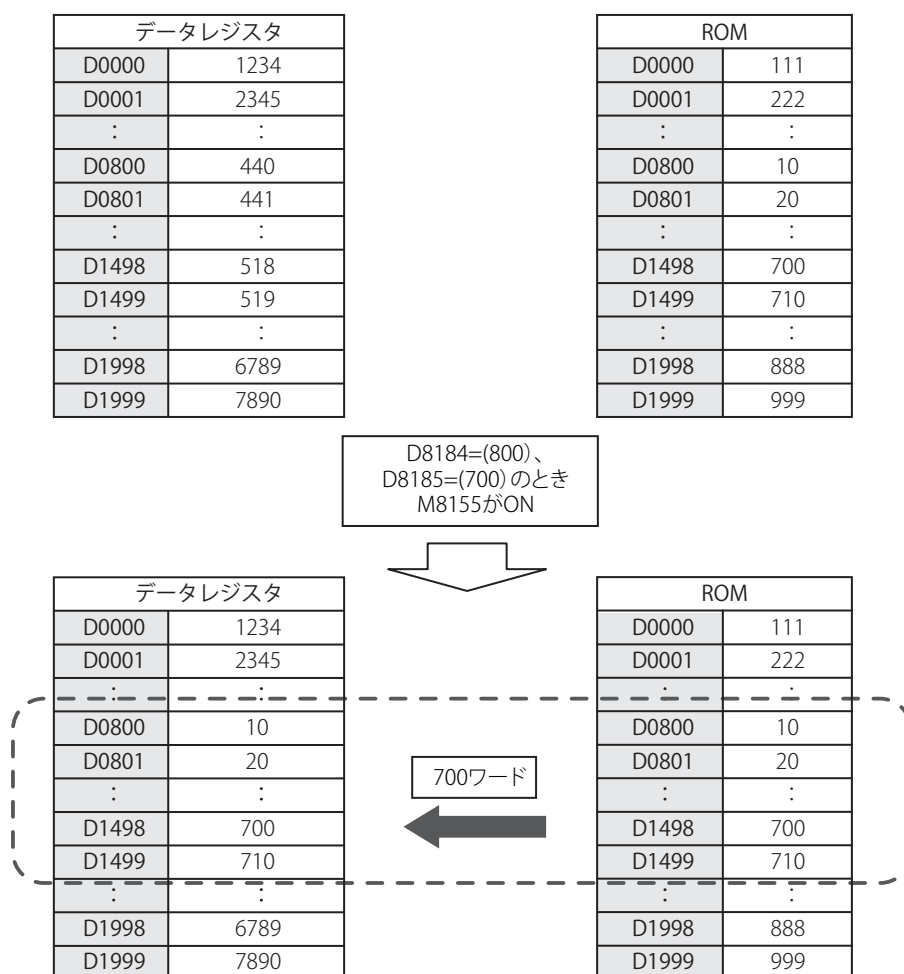 データレジスタ
D0000 1234
D0001 2345
: :
D0800 440
D0801 441
: :
D1498 518
D1499 519
: :
D1998 6789
D1999 7890
ROM
D0000 111
D0001 222
: :
D0800 10
D0801 20
: :
D1498 700
D1499 710
: :
D1998 888
D1999 999
D8184=(800)、
D8185=(700)のとき
M8155がON
データレジスタ
D0000 1234
D0001 2345
: :
D0800 10
D0801 20
: :
D1498 700
D1499 710
: :
D1998 6789
D1999 7890
700ワード
ROM
D0000 111
D0001 222
: :
D0800 10
D0801 20
: :
D1498 700
D1499 710
: :
D1998 888
D1999 999